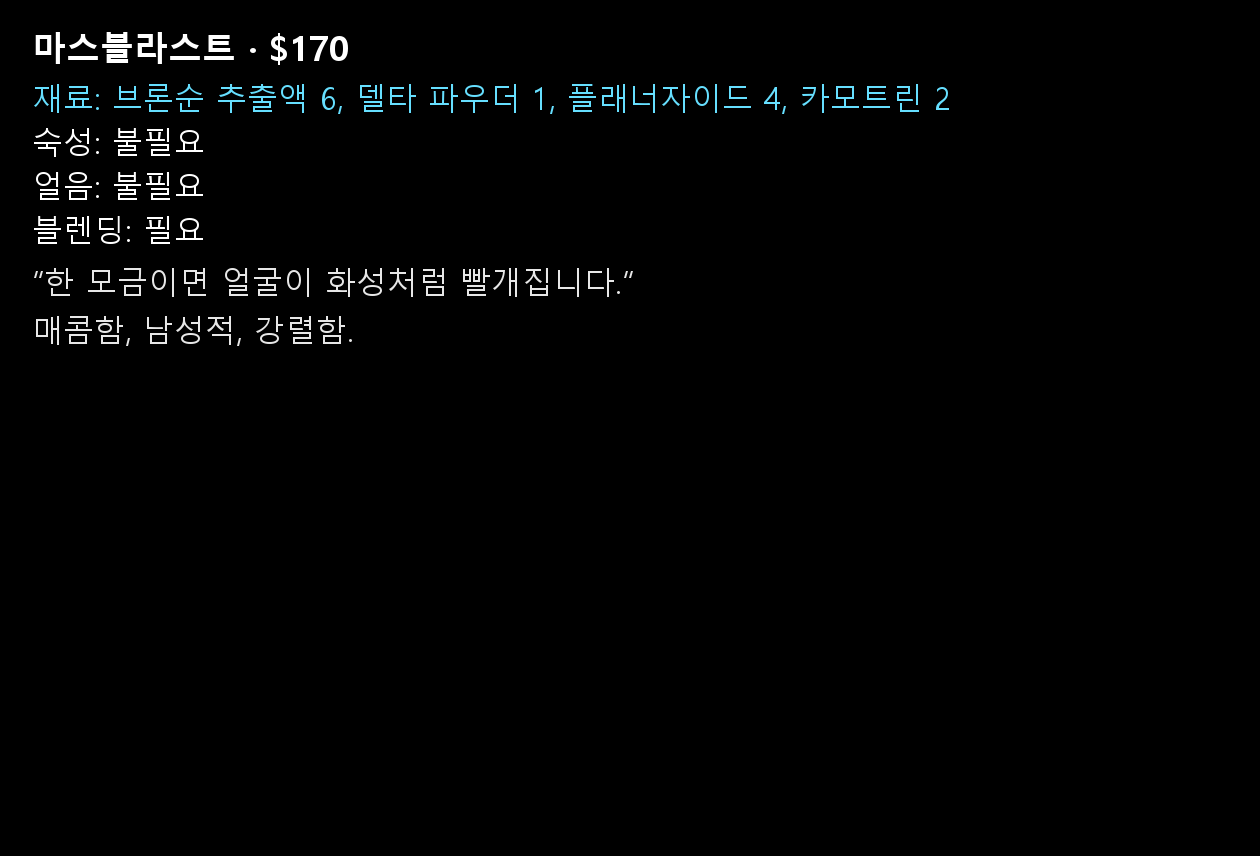 마스블라스트 · $170
재료: 브론순 추출액 6, 델타 파우더 1, 플래너자이드 4, 카모트린 2
숙성: 불필요
얼음: 불필요
블렌딩: 필요
”한 모금이면 얼굴이 화성처럼 빨개집니다.”
매콤함, 남성적, 강렬함.